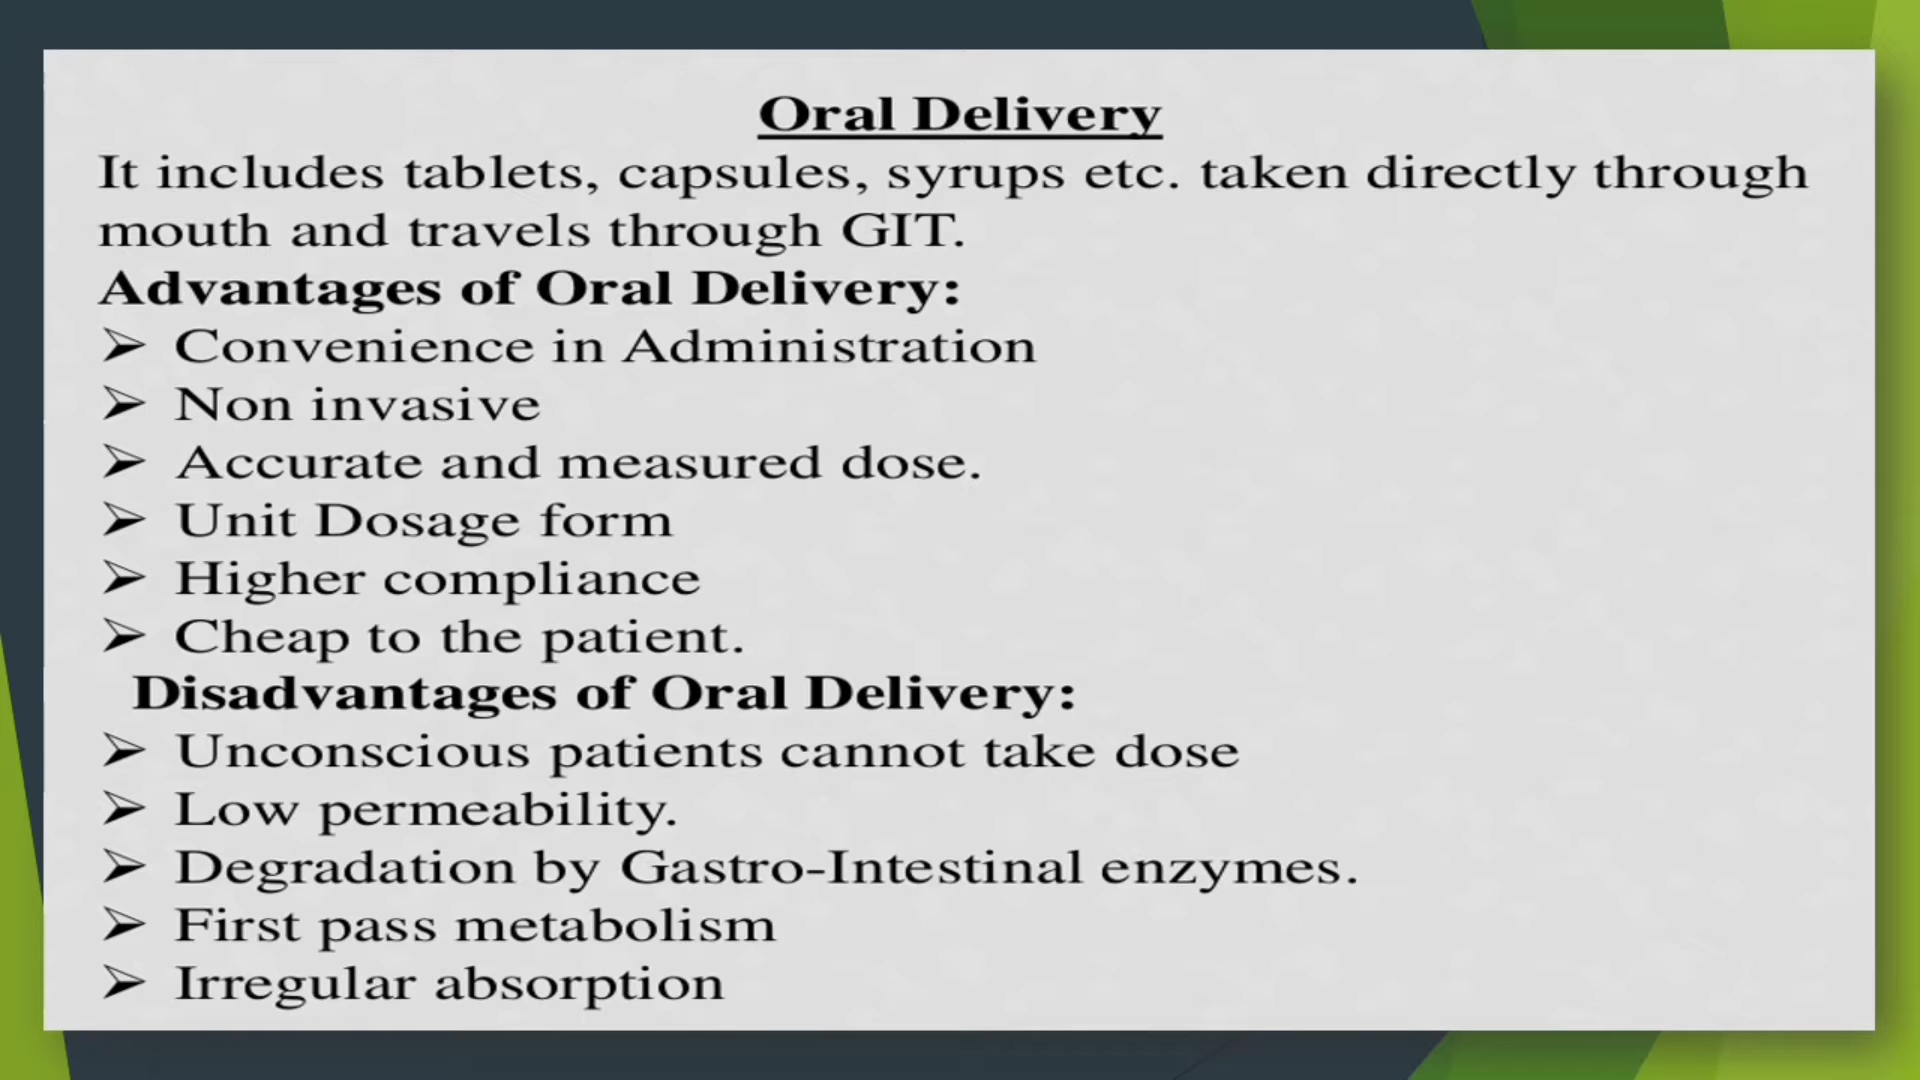 Oral Delivery
It includes tablets, capsules, syrups etc. taken directly through
mouth and travels through GIT.
Advantages of Oral Delivery:
➢ Convenience in Administration
➢ Non invasive
➢ Accurate and measured dose.
➢ Unit Dosage form
➢ Higher compliance
➢ Cheap to the patient.
Disadvantages of Oral Delivery:
➢ Unconscious patients cannot take dose
➢ Low permeability.
➢ Degradation by Gastro-Intestinal enzymes.
➢ First pass metabolism
➢ Irregular absorption